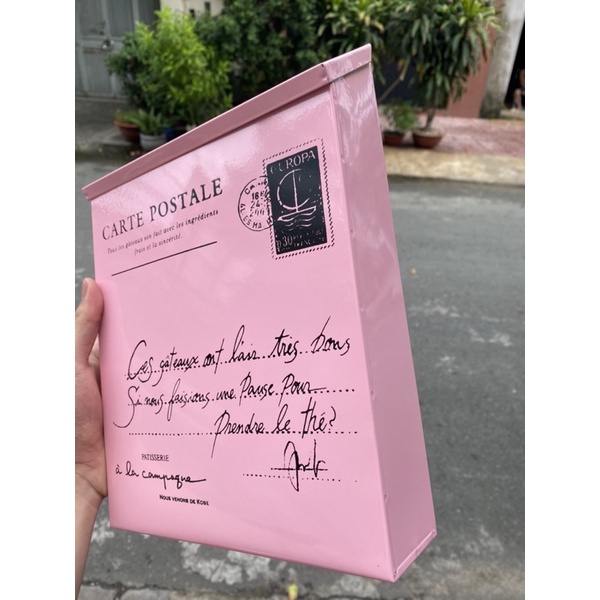 CARTE POSTALE
Tous les gâteaux son fait avec les ingrédients
frais et la sincérité.
EUROPA
Ces gâteaux ont l'air très bons
Si nous faisions une Pause Pour
Prendre le thé?
PATISSERIE
à la campagne
NOUS VENONS DE KOBE